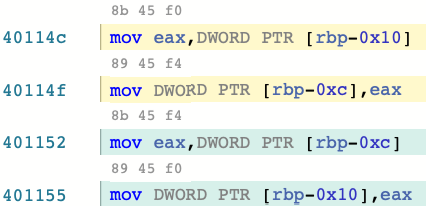 8b 45 f0
40114c mov eax,DWORD PTR [rbp-0x10]
89 45 f4
40114f mov DWORD PTR [rbp-0xc],eax
8b 45 f4
401152 mov eax,DWORD PTR [rbp-0xc]
89 45 f0
401155 mov DWORD PTR [rbp-0x10],eax